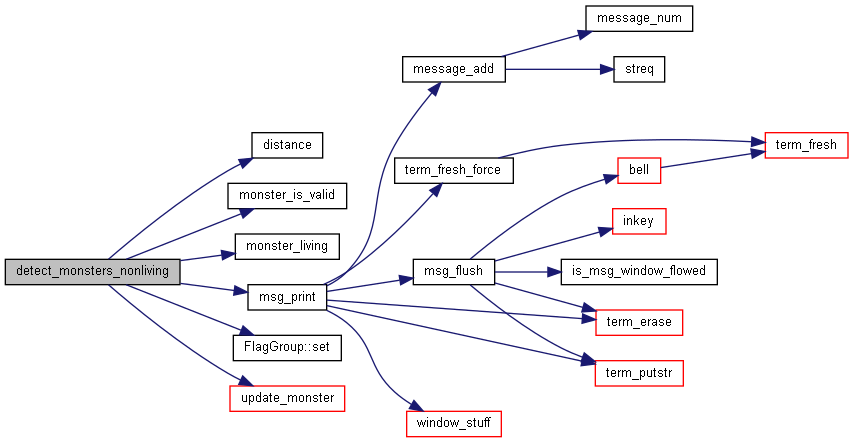 message_num
message_add
streq
distance
term_fresh
term_fresh_force
bell
monster_is_valid
inkey
monster_living
detect_monsters_nonliving
msg_flush
is_msg_window_flowed
msg_print
term_erase
FlagGroup::set
term_putstr
update_monster
window_stuff